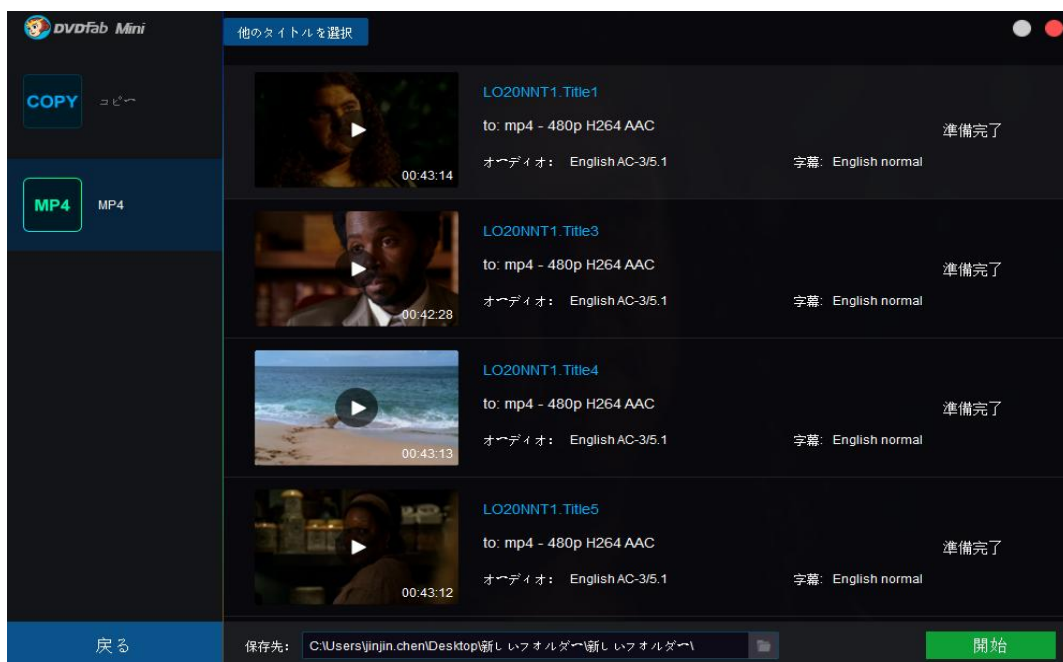 DVDFab Mini
他のタイトルを選択
COPY コピー
MP4 MP4
LO20NNT1.Title1
to: mp4 - 480p H264 AAC
準備完了
オーディオ： English AC-3/5.1 字幕: English normal
00:43:14
LO20NNT1.Title3
to: mp4 - 480p H264 AAC
準備完了
オーディオ： English AC-3/5.1 字幕: English normal
00:42:28
LO20NNT1.Title4
to: mp4 - 480p H264 AAC
準備完了
オーディオ： English AC-3/5.1 字幕: English normal
00:43:13
LO20NNT1.Title5
to: mp4 - 480p H264 AAC
準備完了
オーディオ： English AC-3/5.1 字幕: English normal
00:43:12
戻る
保存先: C:\Users\jinjin.chen\Desktop\新しいフォルダー\新しいフォルダー\
開始